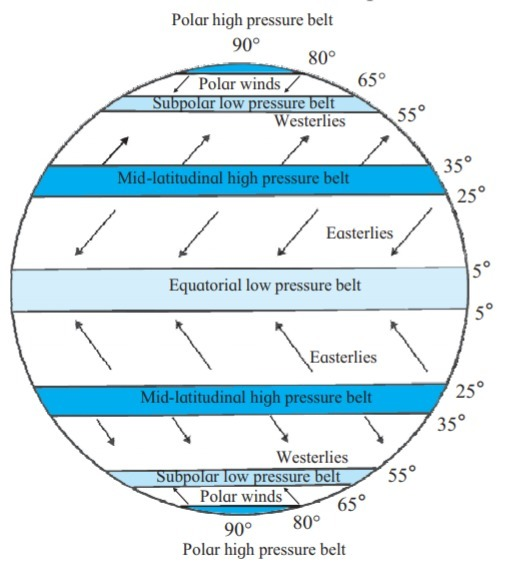 Polar high pressure belt
90°
80°
Polar winds
65°
Subpolar low pressure belt
55°
Westerlies
35°
Mid-latitudinal high pressure belt
25°
Easterlies
5°
Equatorial low pressure belt
5°
Easterlies
25°
Mid-latitudinal high pressure belt
35°
Westerlies
55°
Subpolar low pressure belt
65°
Polar winds
80°
90°
Polar high pressure belt